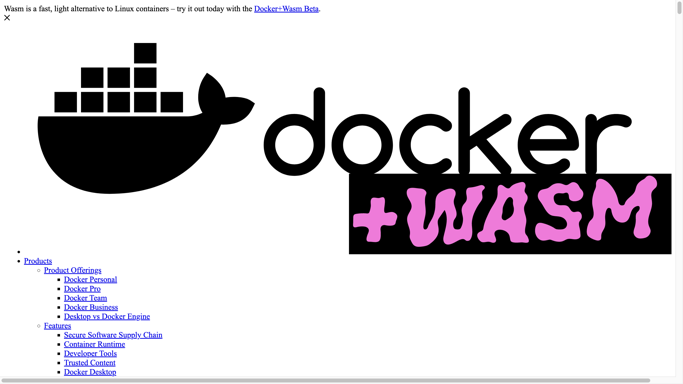 Wasm is a fast, light alternative to Linux containers – try it out today with the Docker+Wasm Beta.
docker
+WASM
Products
Product Offerings
Docker Personal
Docker Pro
Docker Team
Docker Business
Desktop vs Docker Engine
Features
Secure Software Supply Chain
Container Runtime
Developer Tools
Trusted Content
Docker Desktop